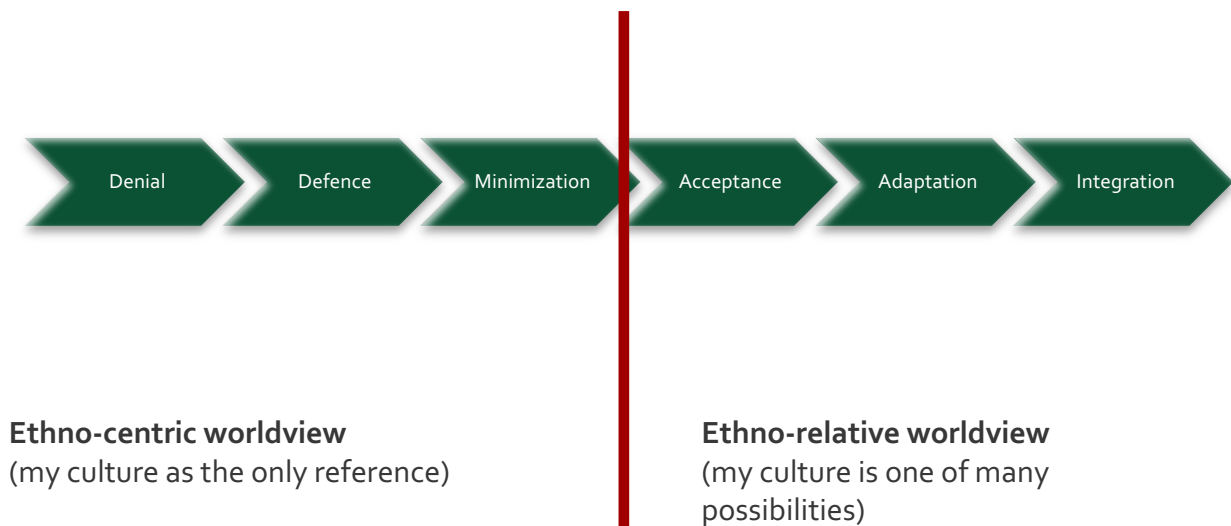 Denial
Defence
Minimization
Acceptance
Adaptation
Integration
Ethno-centric worldview
(my culture as the only reference)
Ethno-relative worldview
(my culture is one of many
possibilities)